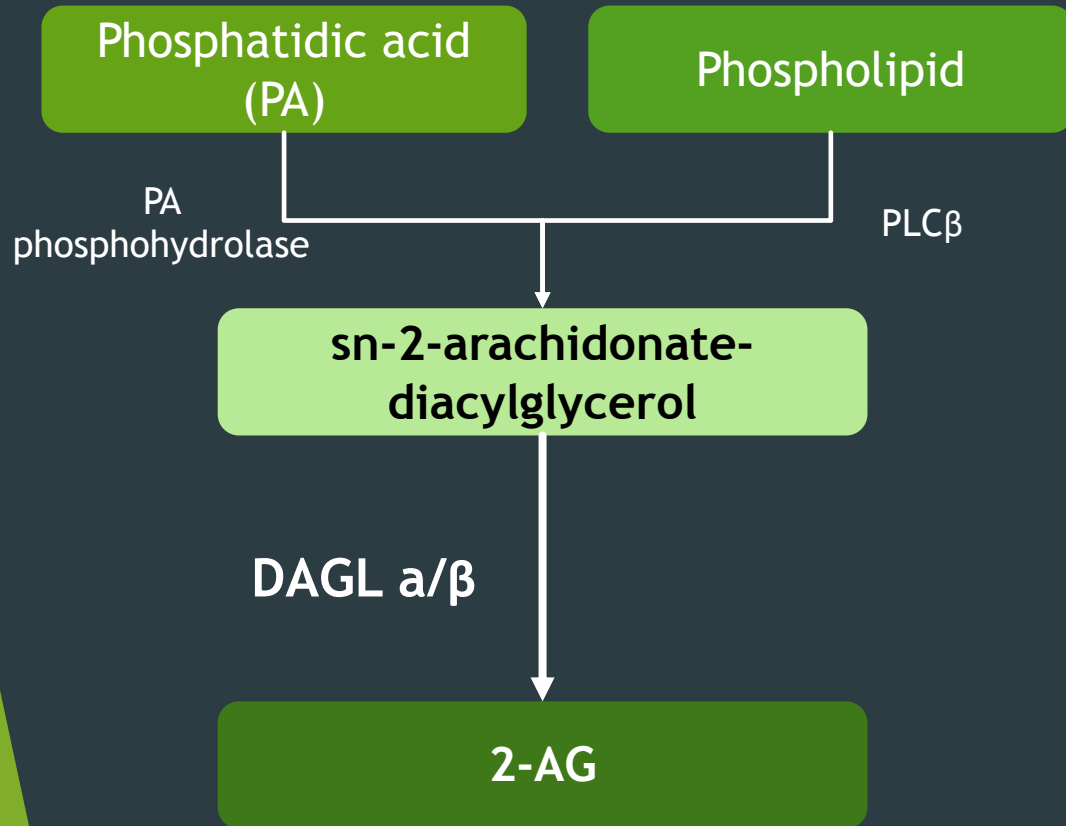 Phosphatidic acid
(PA)
Phospholipid
PA
phosphohydrolase
PLCβ
sn-2-arachidonate-
diacylglycerol
DAGL a/β
2-AG